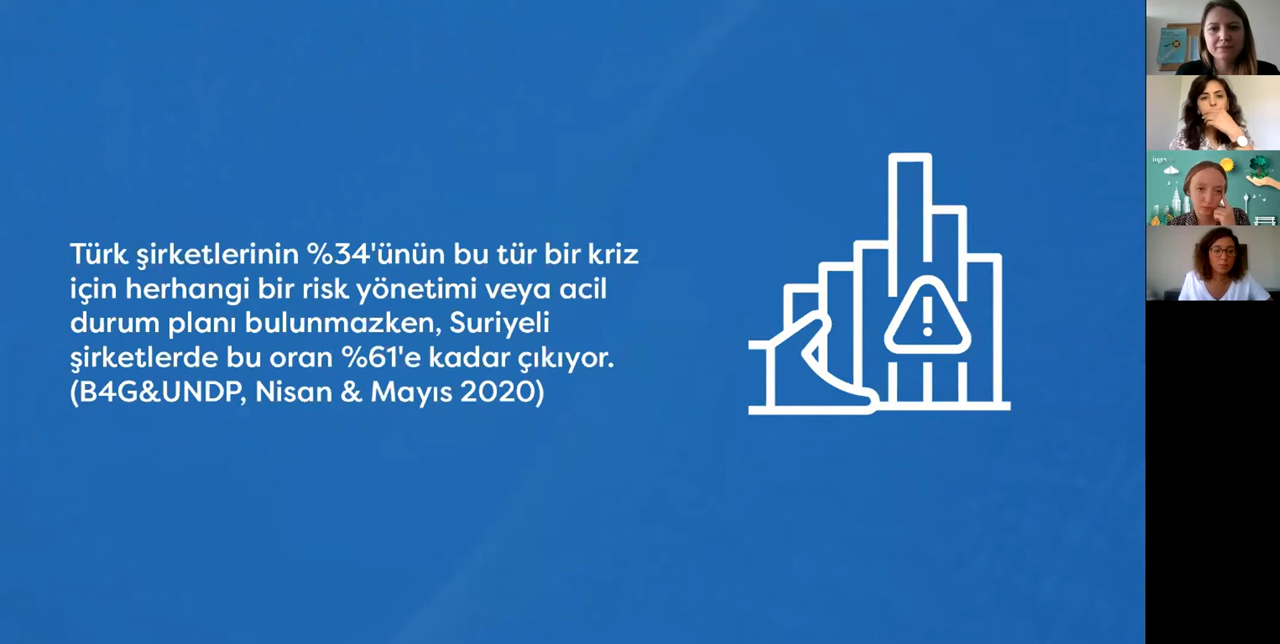 Türk şirketlerinin %34'ünün bu tür bir kriz
için herhangi bir risk yönetimi veya acil
durum planı bulunmazken, Suriyeli
şirketlerde bu oran %61'e kadar çıkıyor.
(B4G&UNDP, Nisan & Mayıs 2020)